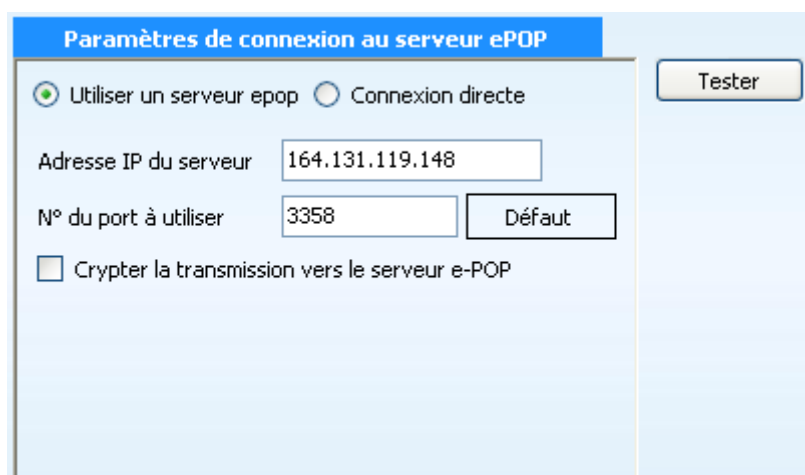 Paramètres de connexion au serveur ePOP
Tester
Utiliser un serveur epop Connexion directe
Adresse IP du serveur 164.131.119.148
N° du port à utiliser 3358 Défaut
Crypter la transmission vers le serveur e-POP